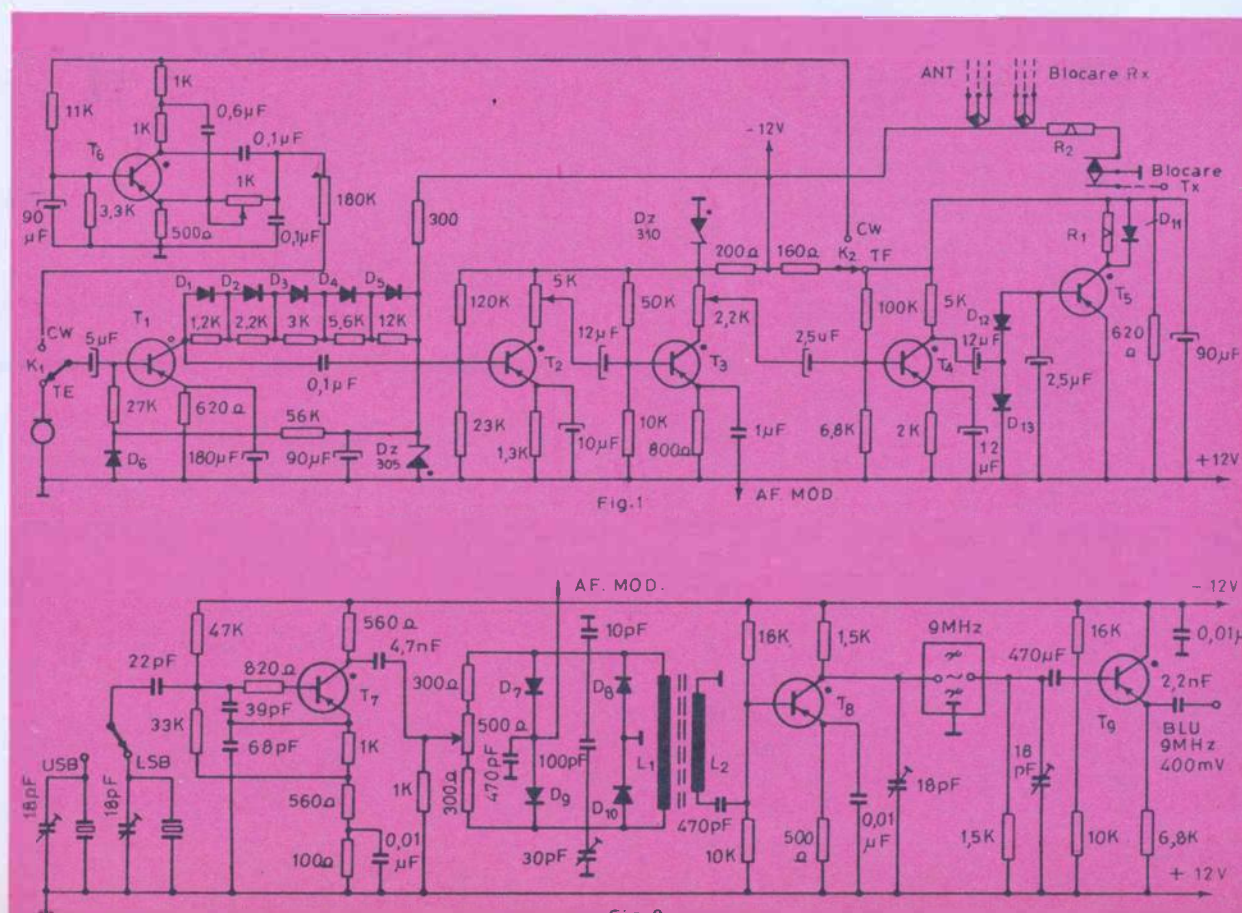 1K
11K
0,6µF
1K
0,1µF
T6
1K
180K
90
µF
3,3K
500Ω
0,1µF
ANT
Blocare Rx
R2
Blocare
Tx
-12V
300
Dz
310
CW
K2
TF
200Ω
160Ω
R1
D11
D1
D2
D3
D4
D5
1,2K
2,2K
3K
5,6K
12K
120K
5K
50K
2,2K
100K
5K
CW
5µF
T1
K1
TE
0,1µF
T2
12µF
T3
2,5uF
T4
12µF
D12
T5
620
Ω
90µF
2,5µF
D13
27K
620Ω
56K
23K
10K
6,8K
2K
D6
180µF
90µF
Dz
305
1,3K
10µF
800Ω
1µF
12
µF
+12V
Fig.1
AF. MOD
AF. MOD.
- 12V
47K
560Ω
4,7nF
10pF
16K
1,5K
9MHz
16K
0,01µF
22pF
820Ω
T7
300Ω
D7
D8
470µF
2,2nF
39pF
500Ω
T8
T9
BLU
9MHz
400mV
33K
68pF
1K
470pF
100pF
L1
L2
18
pF
USB
LSB
18pF
18pF
560Ω
1K
300Ω
D9
D10
470pF
18pF
100Ω
0,01
µF
30pF
10K
500
Ω
0,01
µF
1,5K
10K
6,8K
+ 12V